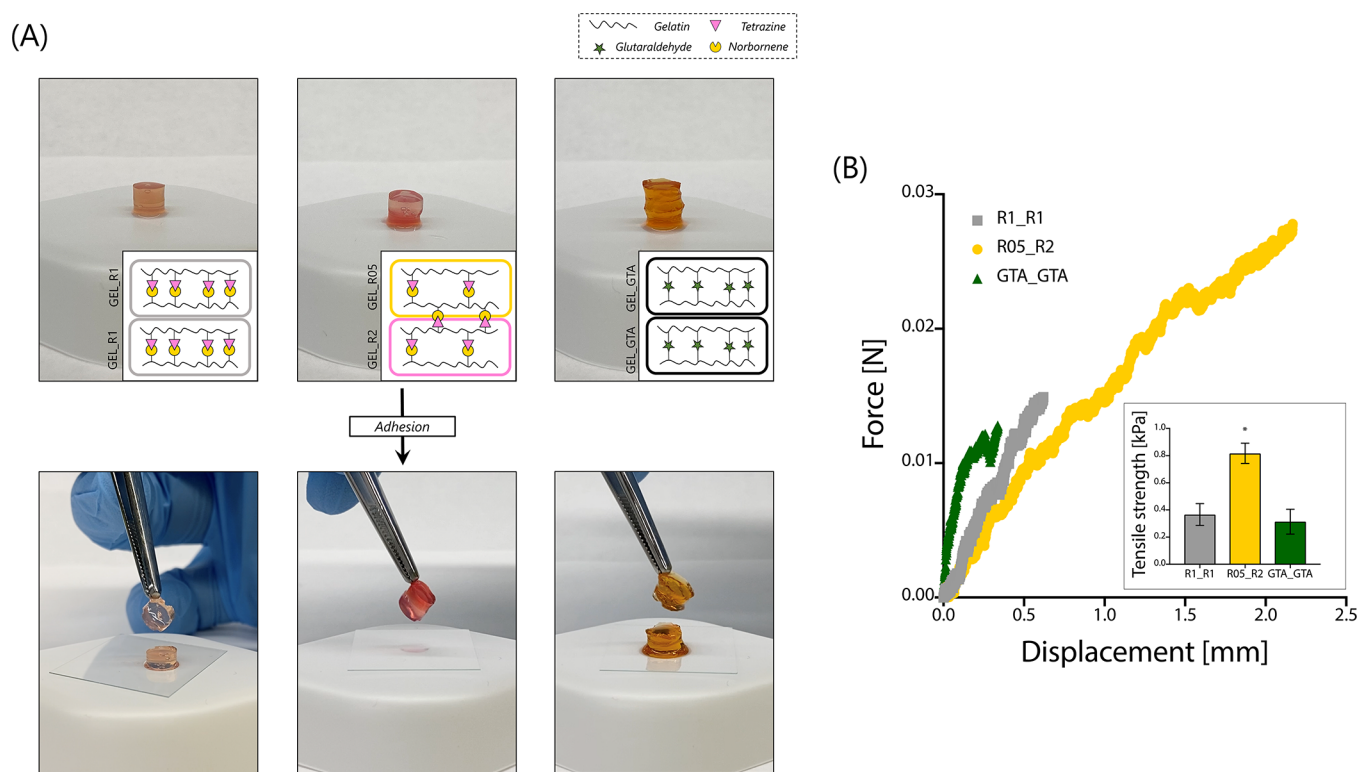 (A)
Gelatin
Tetrazine
Glutaraldehyde
Norbornene
GEL_R1
GEL_R1
GEL_R05
GEL_R2
GEL_GTA
GEL_GTA
Adhesion
(B)
0.03
0.02
0.01
0.00
0.0
0.5
1.0
1.5
2.0
2.5
Force [N]
Displacement [mm]
R1_R1
R05_R2
GTA_GTA
Tensile strength [kPa]
1.0
0.8
0.6
0.4
0.2
0.0
*
R1_R1
R05_R2
GTA_GTA